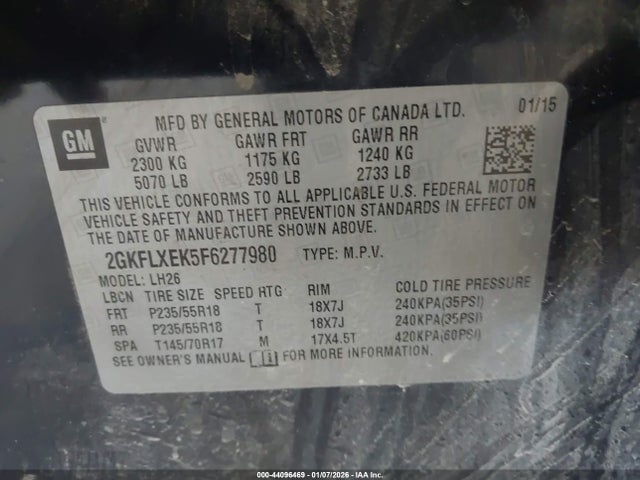 MFD BY GENERAL MOTORS OF CANADA LTD. 01/15
GM
GVWR GAWR FRT GAWR RR
2300 KG 1175 KG 1240 KG
5070 LB 2590 LB 2733 LB
THIS VEHICLE CONFORMS TO ALL APPLICABLE U.S. FEDERAL MOTOR
VEHICLE SAFETY AND THEFT PREVENTION STANDARDS IN EFFECT ON
THE DATE OF MANUFACTURE SHOWN ABOVE.
2GKFLXEK5F6277980 TYPE: M.P.V.
MODEL: LH26
LBCN TIRE SIZE SPEED RTG RIM COLD TIRE PRESSURE
FRT P235/55R18 T 18X7J 240KPA(35PSI)
RR P235/55R18 T 18X7J 240KPA(35PSI)
SPA T145/70R17 M 17X4.5T 420KPA(60PSI)
SEE OWNER'S MANUAL FOR MORE INFORMATION.
000-44096469 - 01/07/2026 - IAA Inc.